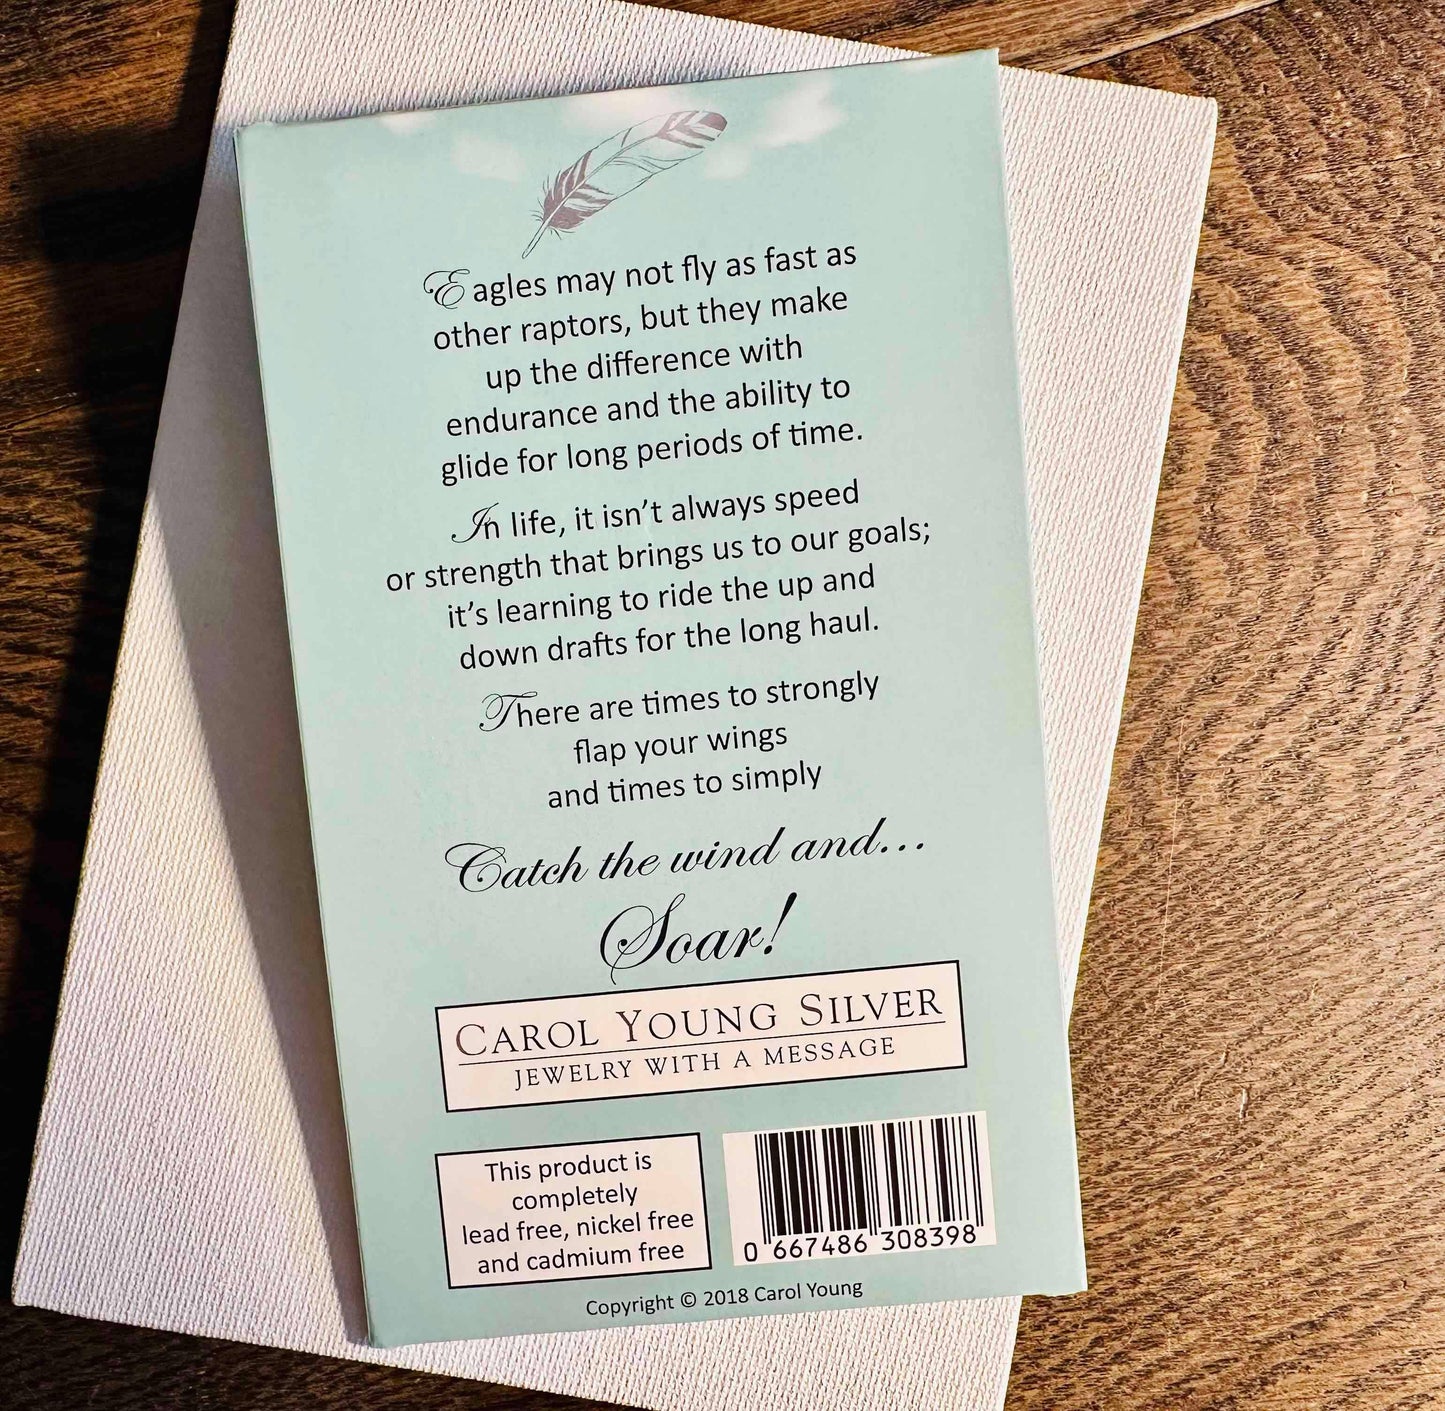 Eagles may not fly as fast as
other raptors, but they make
up the difference with
endurance and the ability to
glide for long periods of time.
In life, it isn't always speed
or strength that brings us to our goals;
it's learning to ride the up and
down drafts for the long haul.
There are times to strongly
flap your wings
and times to simply
Catch the wind and...
Soar!
CAROL YOUNG SILVER
JEWELRY WITH A MESSAGE
This product is
completely
lead free, nickel free
and cadmium free
0 667486 308398
Copyright © 2018 Carol Young